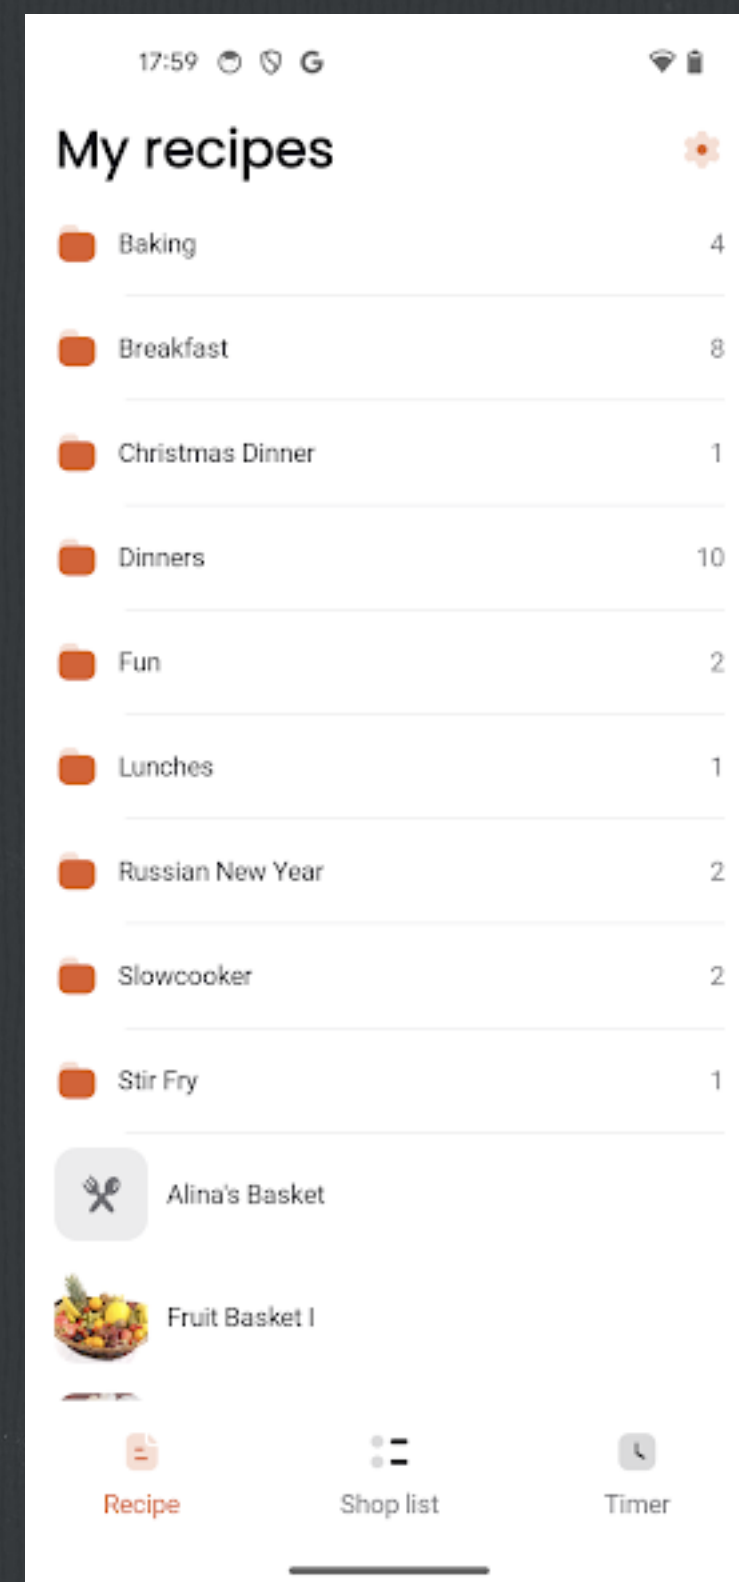 17:59
My recipes
Baking 4
Breakfast 8
Christmas Dinner 1
Dinners 10
Fun 2
Lunches 1
Russian New Year 2
Slowcooker 2
Stir Fry 1
Alina's Basket
Fruit Basket I
Recipe Shop list Timer